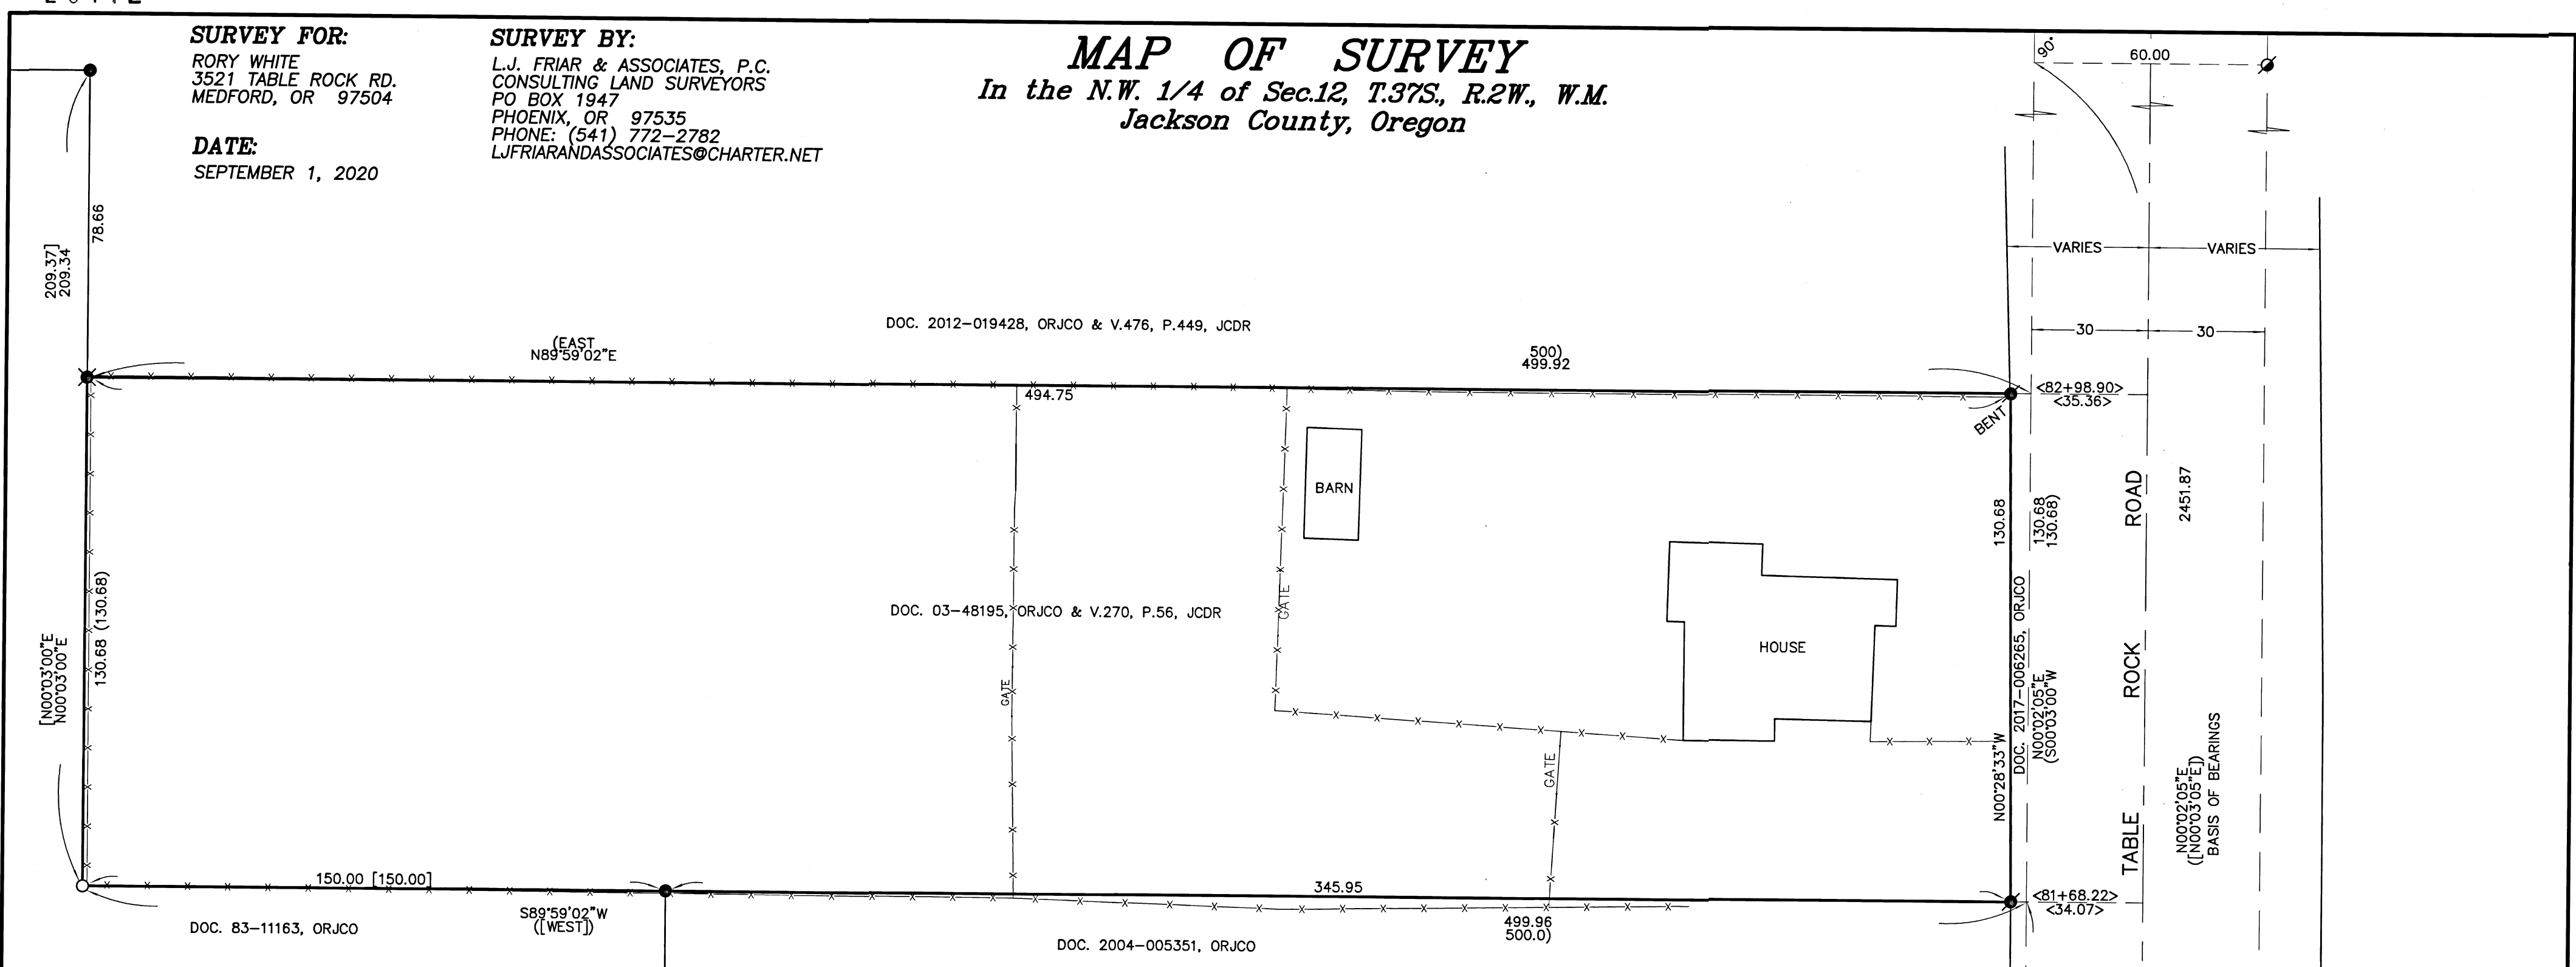 SURVEY FOR:
RORY WHITE
3521 TABLE ROCK RD.
MEDFORD, OR 97504
DATE:
SEPTEMBER 1, 2020
SURVEY BY:
L.J. FRIAR & ASSOCIATES, P.C.
CONSULTING LAND SURVEYORS
PO BOX 1947
PHOENIX, OR 97535
PHONE: (541) 772-2782
LJFRIARANDASSOCIATES@CHARTER.NET
MAP OF SURVEY
In the N.W. 1/4 of Sec.12, T.37S., R.2W., W.M.
Jackson County, Oregon
90°
60.00
VARIES
VARIES
30
30
78.66
209.37]
209.34
DOC. 2012-019428, ORJCO & V.476, P.449, JCDR
(EAST
N89°59'02"E
500)
499.92
494.75
<82+98.90>
<35.36>
BENT
BARN
GATE
GATE
GATE
HOUSE
DOC. 03-48195, ORJCO & V.270, P.56, JCDR
[N00°03'00"E
N00°03'00"E
130.68 (130.68)
130.68
N00°28'33"W
DOC. 2017-006265, ORJCO
130.68
130.68)
N00°02'05"E
(S00°03'00"W
TABLE ROCK ROAD
2451.87
N00°02'05"E
([N00°03'05"E])
BASIS OF BEARINGS
150.00 [150.00]
345.95
<81+68.22>
<34.07>
S89°59'02"W
([WEST])
499.96
500.0)
DOC. 83-11163, ORJCO
DOC. 2004-005351, ORJCO